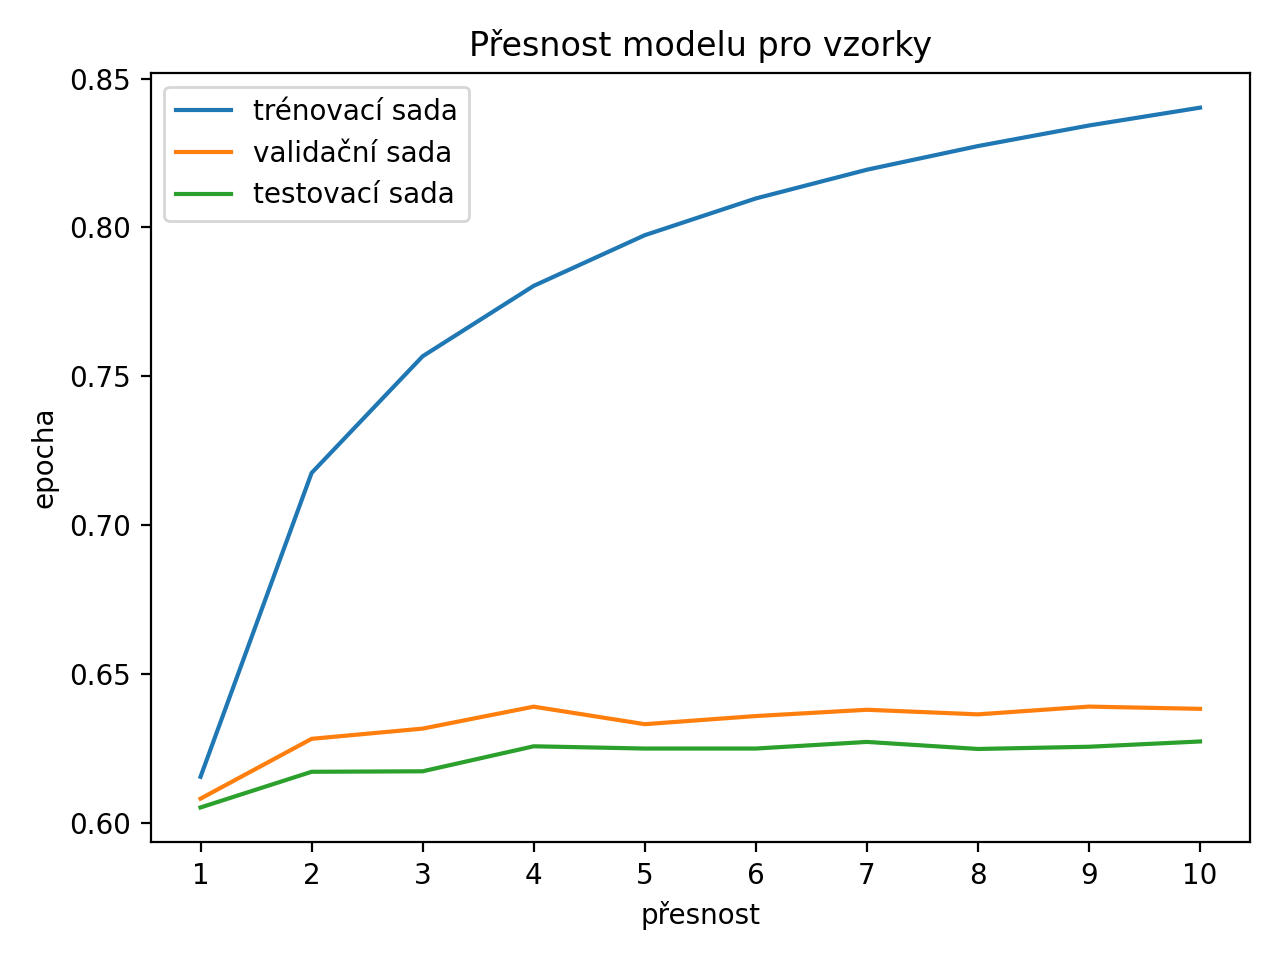 Přesnost modelu pro vzorky
trénovací sada
validační sada
testovací sada
0.85
0.80
0.75
0.70
0.65
0.60
epocha
1 2 3 4 5 6 7 8 9 10
přesnost